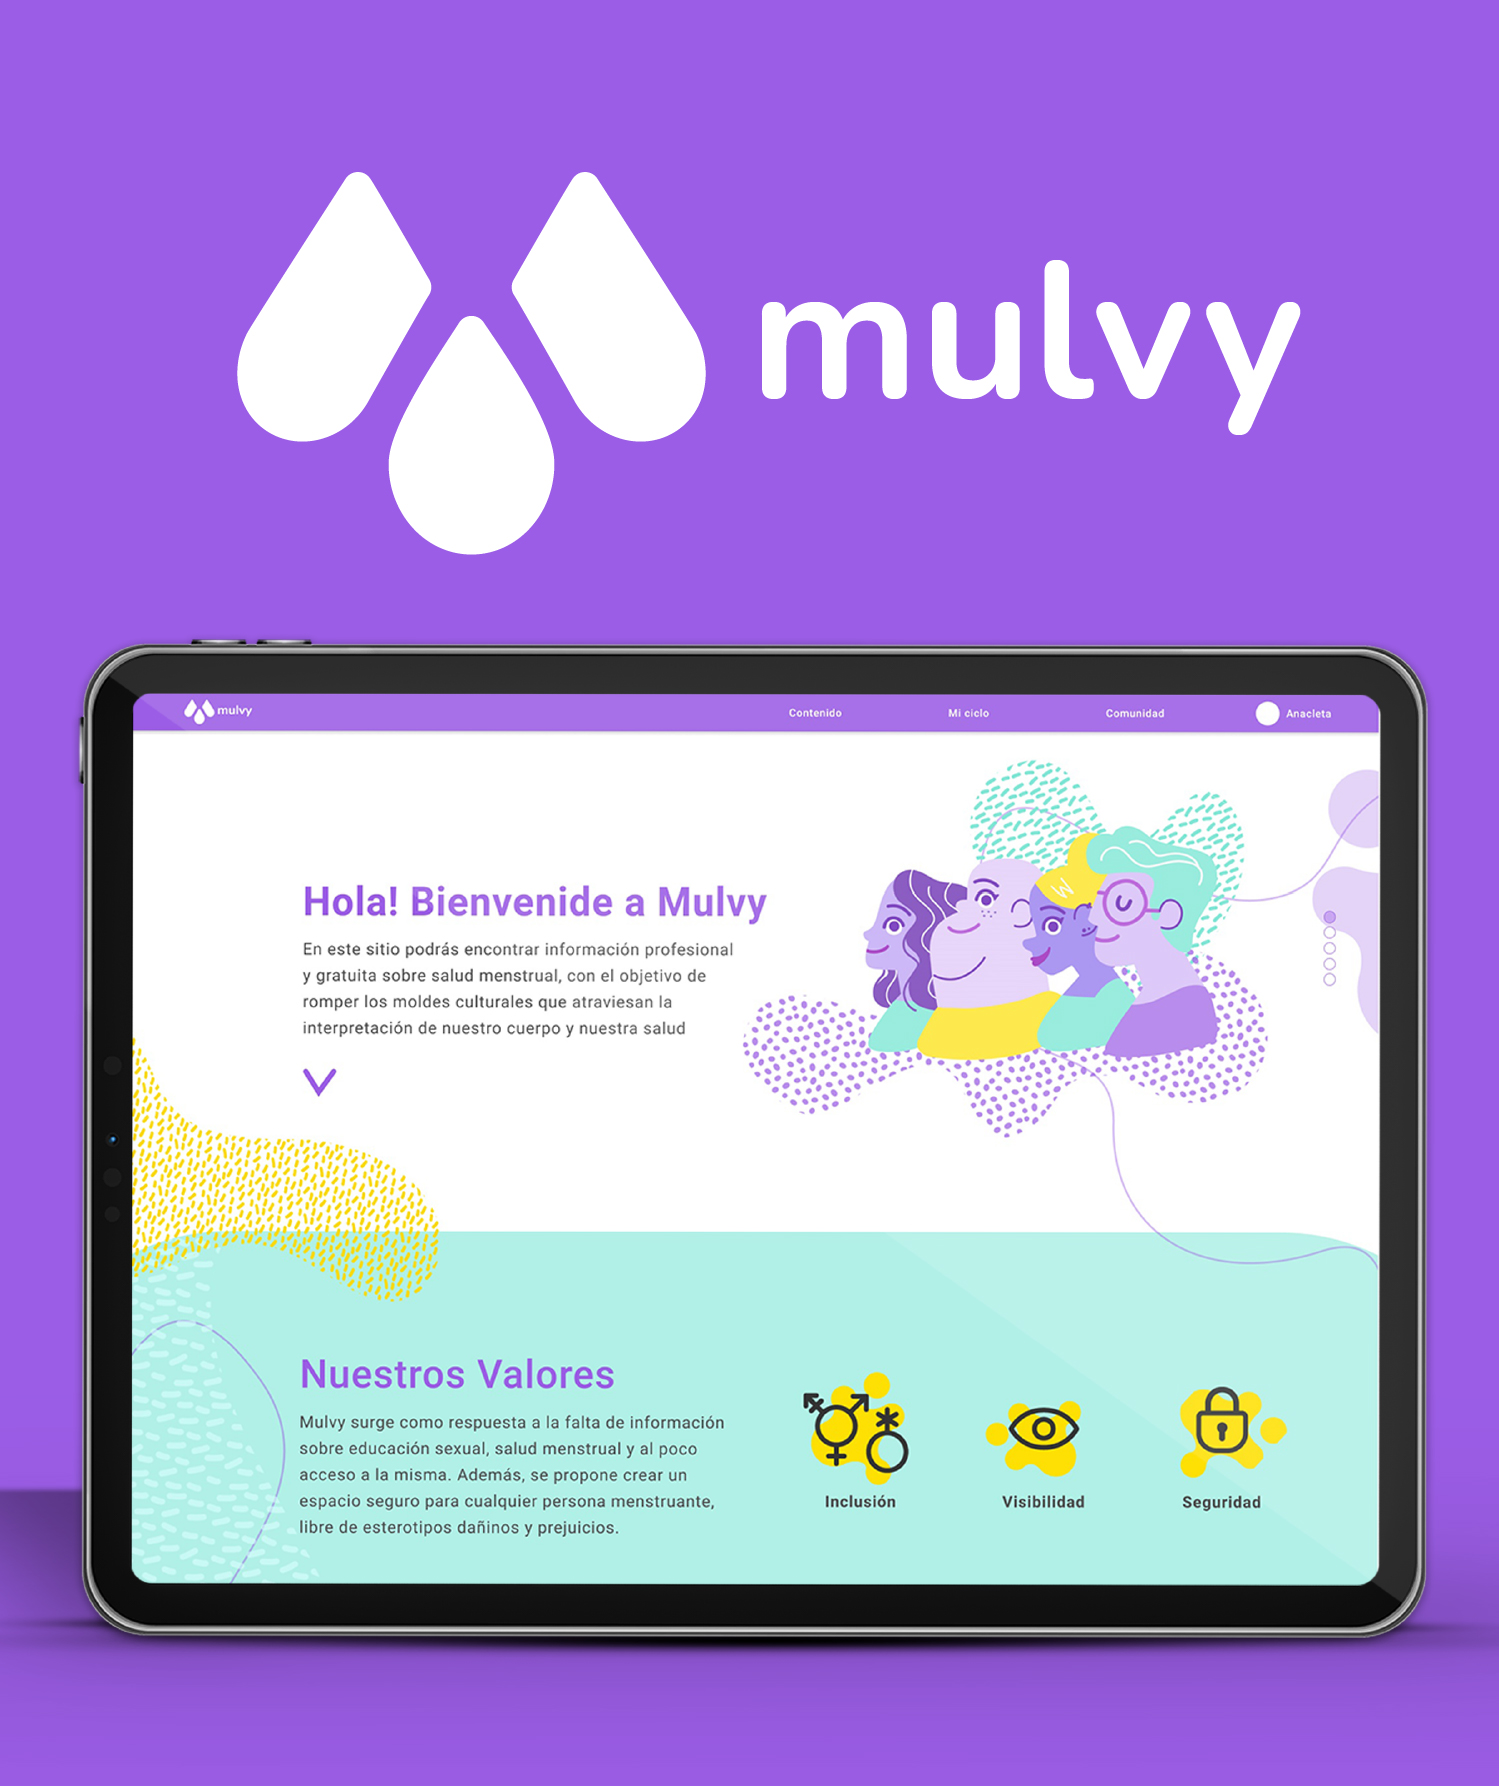 mulvy
mulvy
Contenido
Mi ciclo
Comunidad
Anacleta
Hola! Bienvenide a Mulvy
En este sitio podrás encontrar información profesional
y gratuita sobre salud menstrual, con el objetivo de
romper los moldes culturales que atraviesan la
interpretación de nuestro cuerpo y nuestra salud
W
Nuestros Valores
Mulvy surge como respuesta a la falta de información
sobre educación sexual, salud menstrual y al poco
acceso a la misma. Además, se propone crear un
espacio seguro para cualquier persona menstruante,
libre de esterotipos dañinos y prejuicios.
Inclusión
Visibilidad
Seguridad